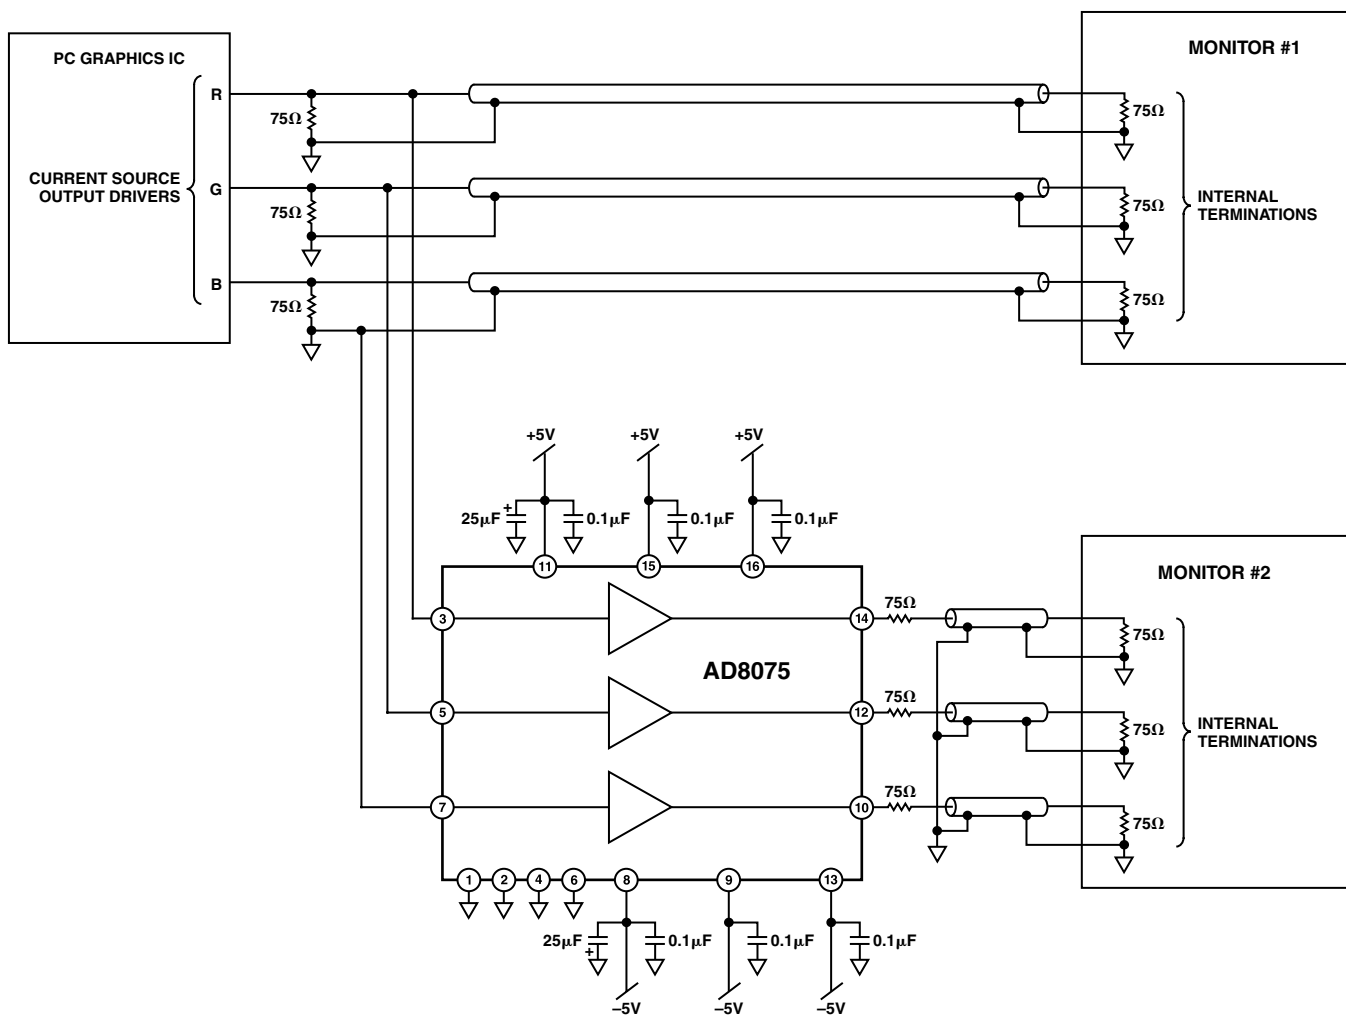 PC GRAPHICS IC
MONITOR #1
R
75Ω
75Ω
CURRENT SOURCE
OUTPUT DRIVERS
G
75Ω
75Ω
INTERNAL
TERMINATIONS
B
75Ω
75Ω
+5V
+5V
+5V
+
25μF
0.1μF
0.1μF
0.1μF
11
15
16
MONITOR #2
3
14
75Ω
75Ω
AD8075
5
12
75Ω
75Ω
INTERNAL
TERMINATIONS
7
10
75Ω
75Ω
1
2
4
6
8
9
13
25μF
+
0.1μF
0.1μF
0.1μF
–5V
–5V
–5V